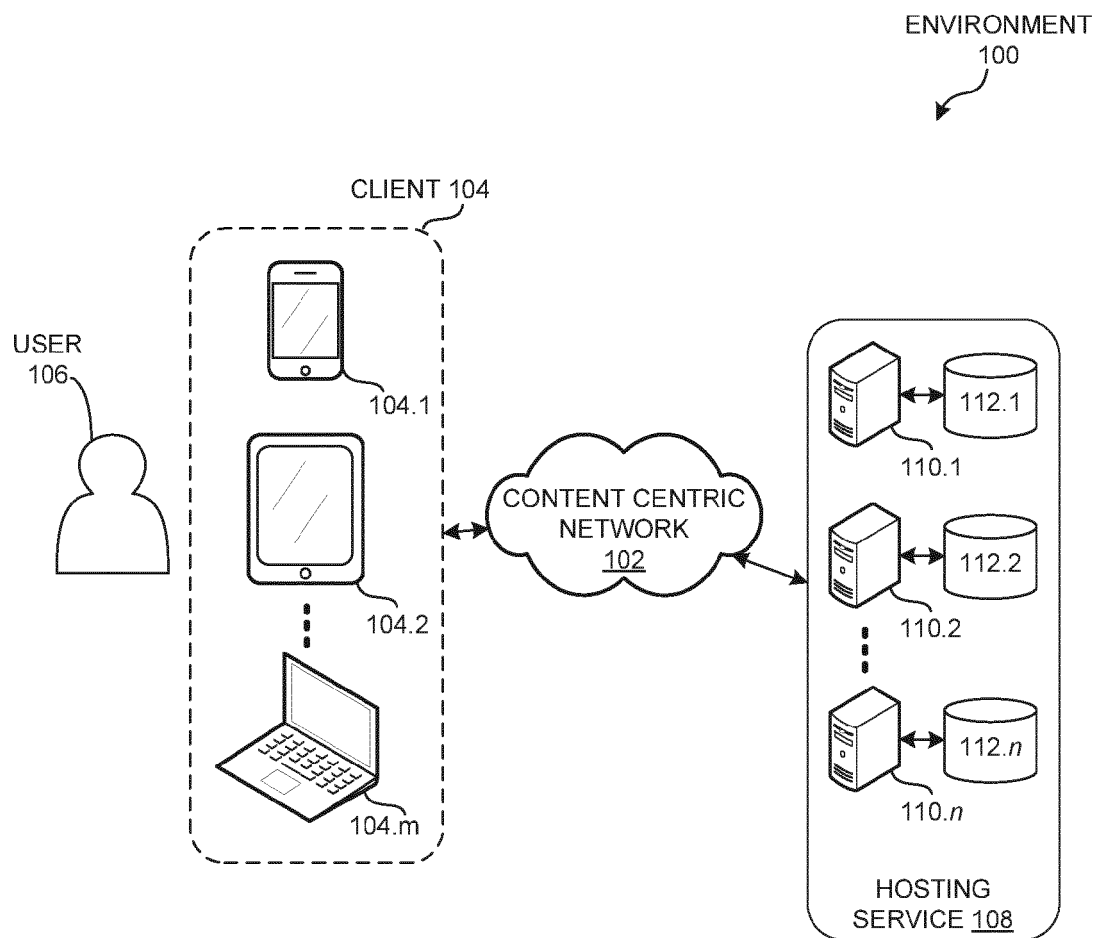 ENVIRONMENT
100
CLIENT 104
USER
106
104.1
104.2
104.m
CONTENT CENTRIC
NETWORK
102
112.1
110.1
112.2
110.2
112.n
110.n
HOSTING
SERVICE 108